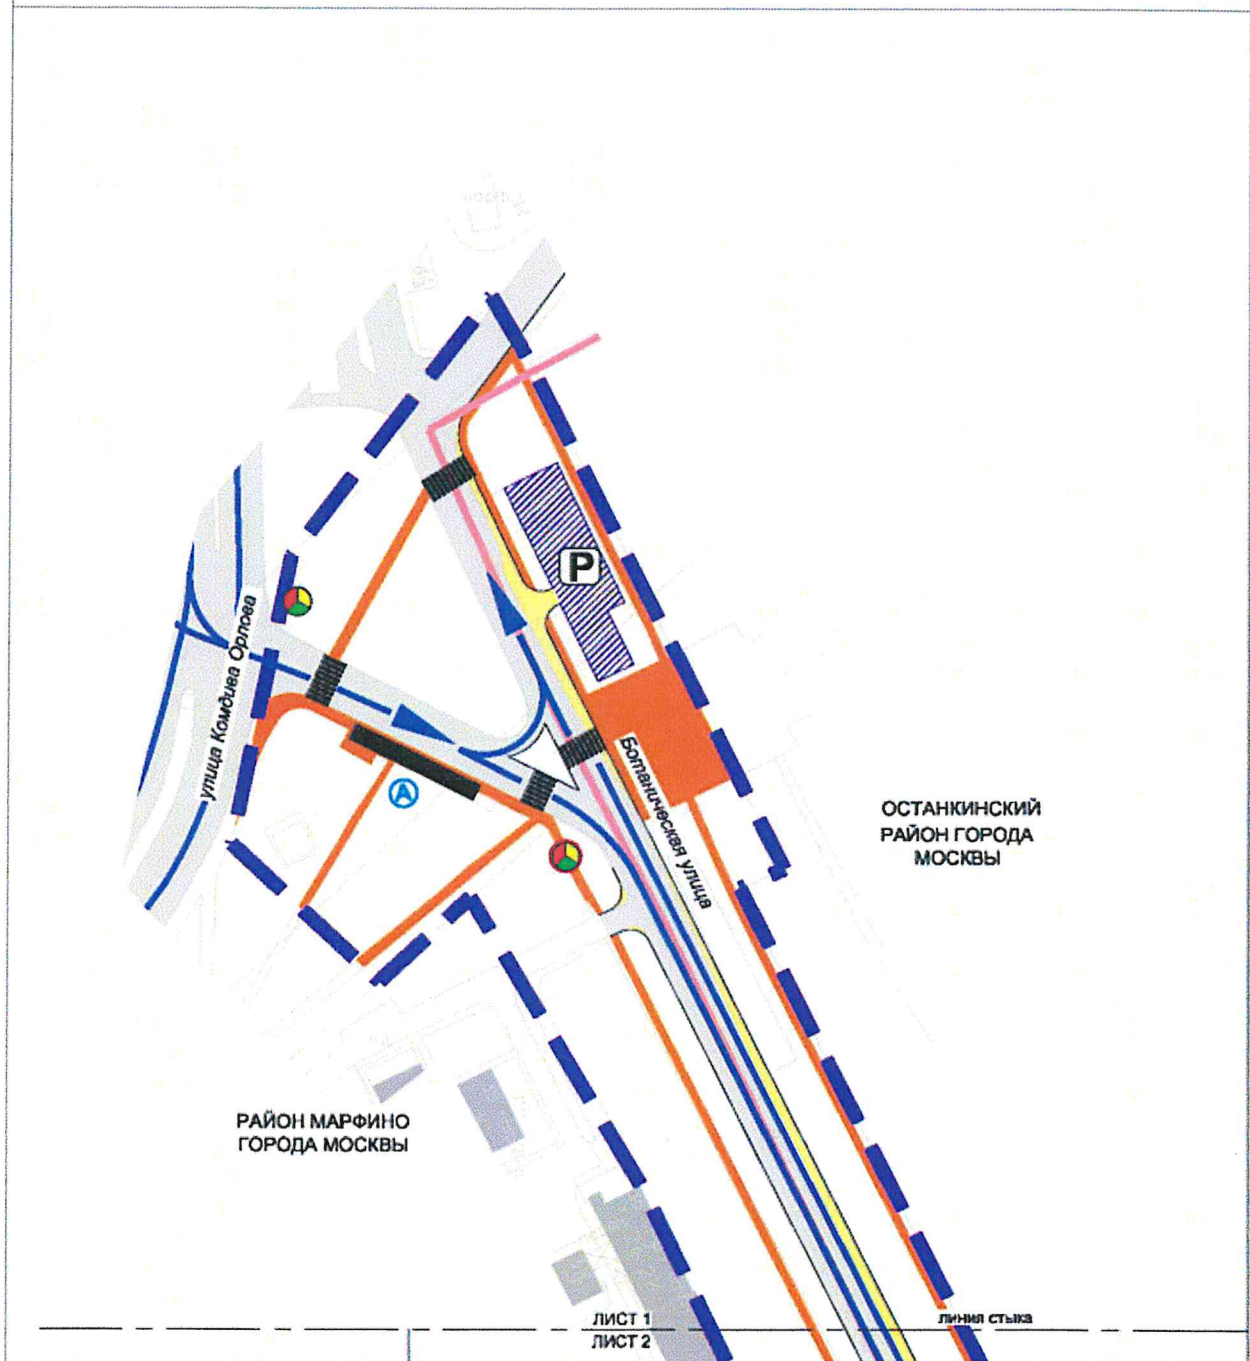 P
улица Комдива Орлова
Ботаническая улица
А
ОСТАНКИНСКИЙ
РАЙОН ГОРОДА
МОСКВЫ
РАЙОН МАРФИНО
ГОРОДА МОСКВЫ
ЛИСТ 1
линия стыка
ЛИСТ 2